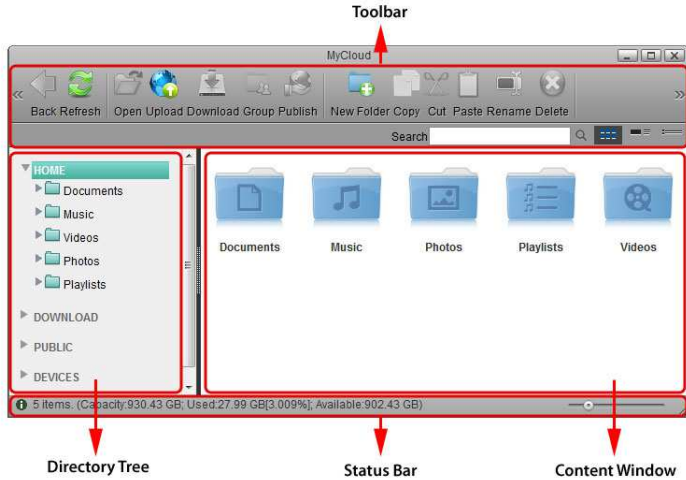 Toolbar
MyCloud
Back Refresh Open Upload Download Group Publish New Folder Copy Cut Paste Rename Delete
Search
HOME
Documents
Music
Videos
Photos
Playlists
DOWNLOAD
PUBLIC
DEVICES
Documents Music Photos Playlists Videos
5 items. (Capacity:930.43 GB; Used:27.99 GB[3.009%]; Available:902.43 GB)
Directory Tree Status Bar Content Window